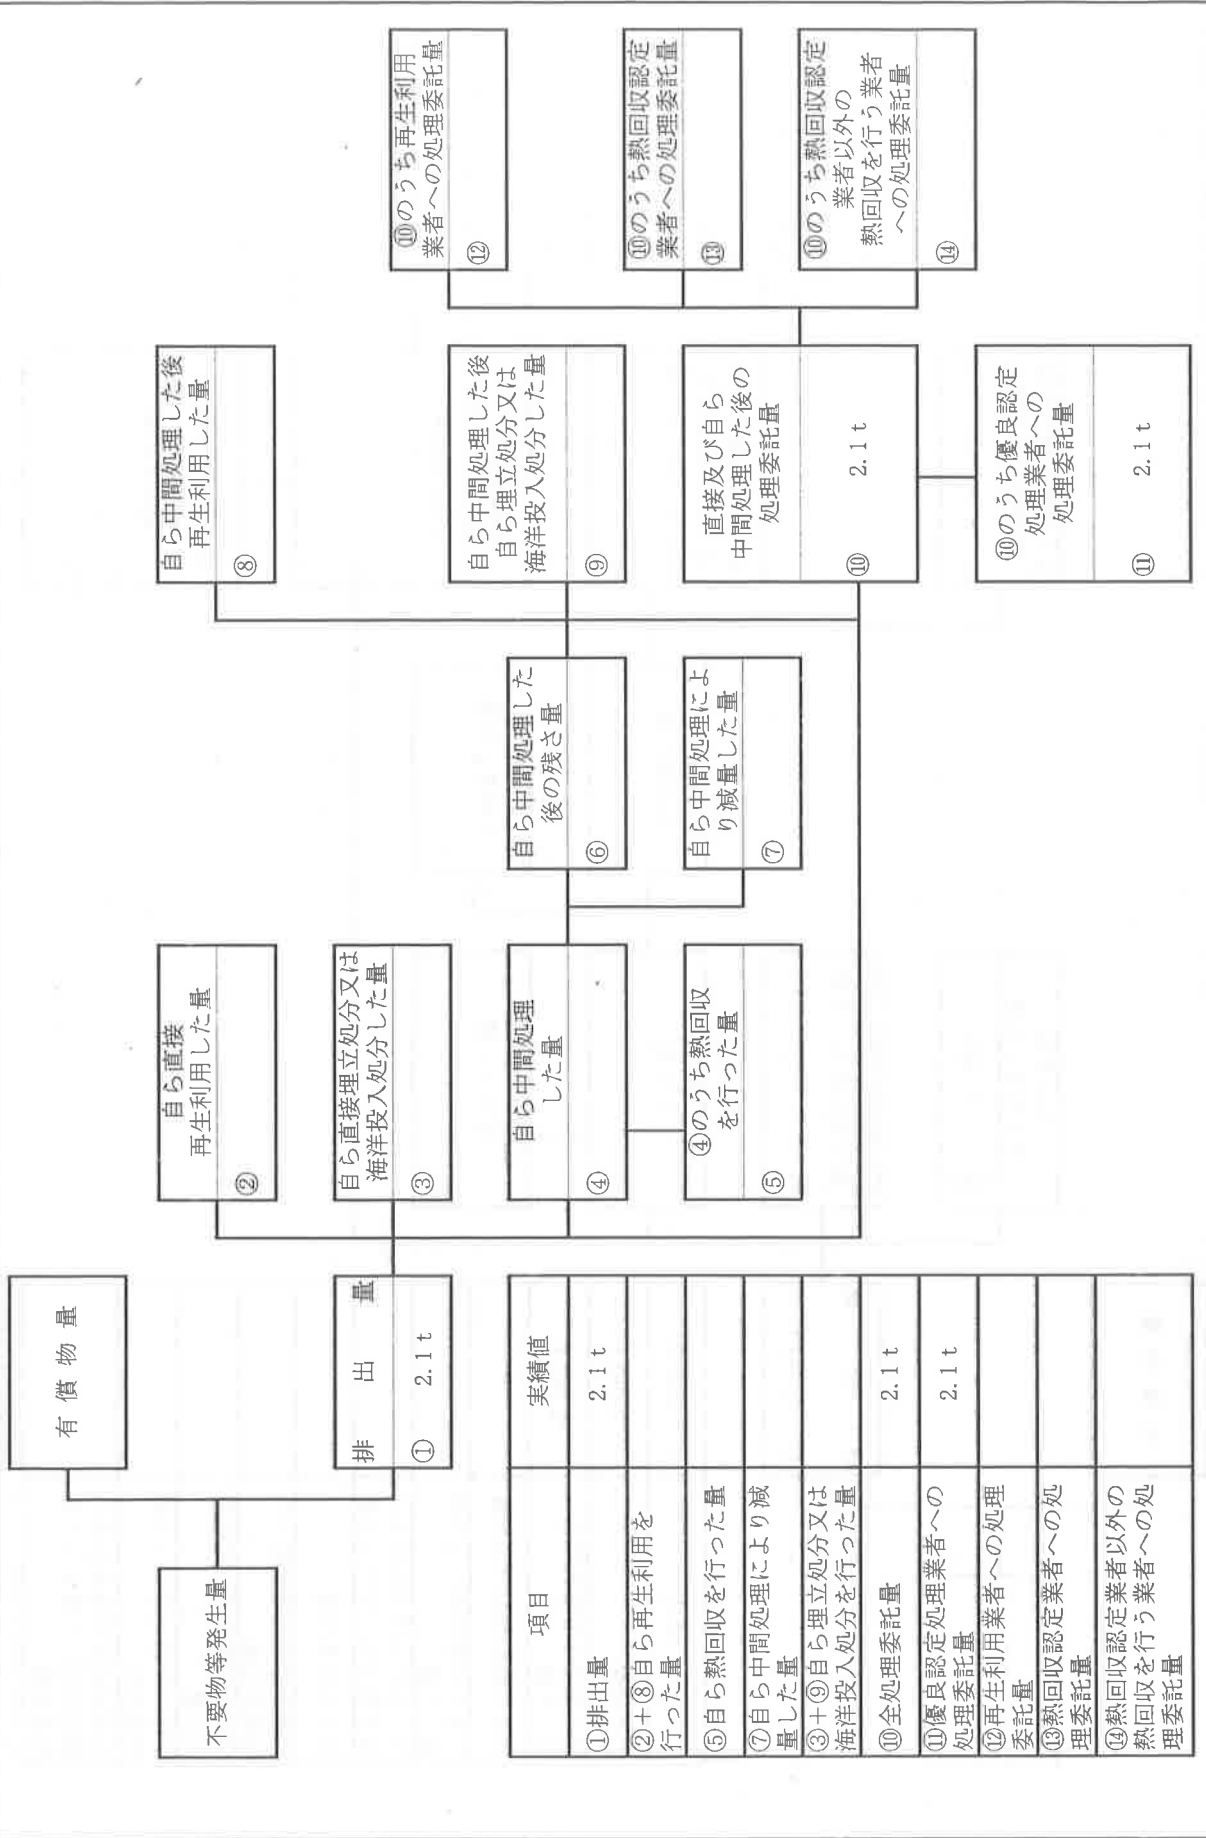 有償物量
不要物等発生量
排出量
① 2.1t
自ら直接
再生利用した量
②
自ら直接埋立処分又は
海洋投入処分した量
③
自ら中間処理
した量
④
④のうち熱回収
を行った量
⑤
自ら中間処理した
後の残さ量
⑥
自ら中間処理によ
り減量した量
⑦
自ら中間処理した後
再生利用した量
⑧
自ら中間処理した後
自ら埋立処分又は
海洋投入処分した量
⑨
直接及び自ら
中間処理した後の
処理委託量
⑩ 2.1t
⑩のうち優良認定
処理業者への
処理委託量
⑪ 2.1t
⑩のうち再生利用
業者への処理委託量
⑫
⑩のうち熱回収認定
業者への処理委託量
⑬
⑩のうち熱回収認定
業者以外の
熱回収を行う業者
への処理委託量
⑭
項目 実績値
①排出量 2.1t
②+⑧自ら再生利用を
行った量
⑤自ら熱回収を行った量
⑦自ら中間処理により減
量した量
③+⑨自ら埋立処分又は
海洋投入処分を行った量
⑩全処理委託量 2.1t
⑪優良認定処理業者への
処理委託量 2.1t
⑫再生利用業者への処理
委託量
⑬熱回収認定業者への処
理委託量
⑭熱回収認定業者以外の
熱回収を行う業者への処
理委託量